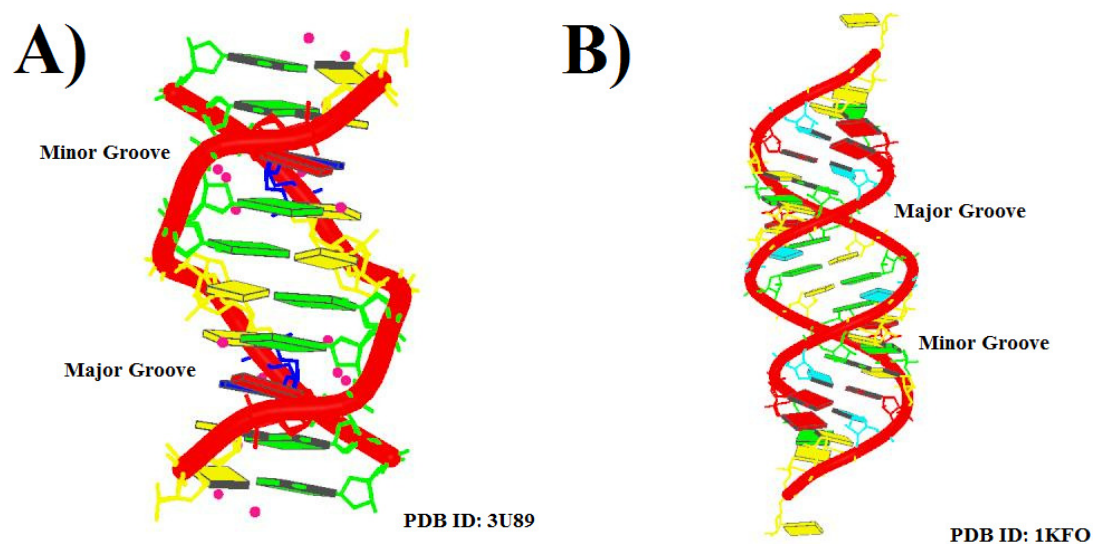 A)
Minor Groove
Major Groove
PDB ID: 3U89
B)
Major Groove
Minor Groove
PDB ID: 1KFO